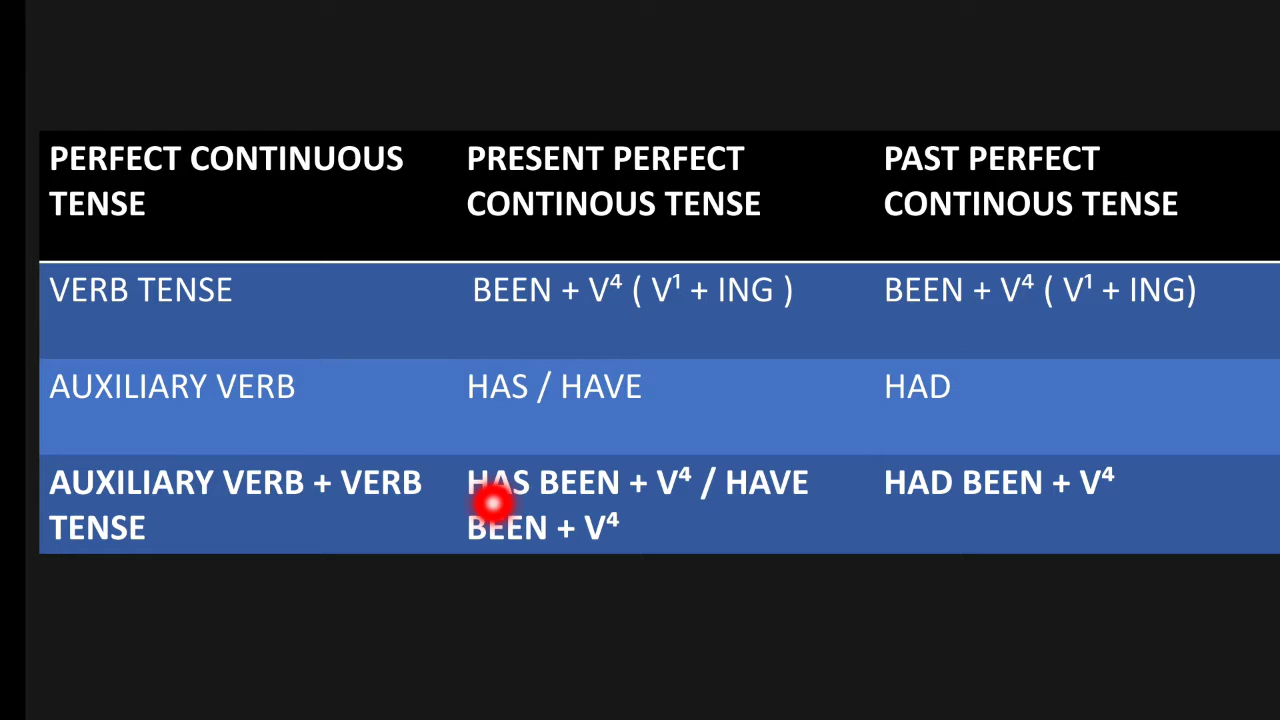 PERFECT CONTINUOUS TENSE
PRESENT PERFECT CONTINOUS TENSE
PAST PERFECT CONTINOUS TENSE
VERB TENSE
BEEN + V⁴ ( V¹ + ING )
BEEN + V⁴ ( V¹ + ING)
AUXILIARY VERB
HAS / HAVE
HAD
AUXILIARY VERB + VERB TENSE
HAS BEEN + V⁴ / HAVE BEEN + V⁴
HAD BEEN + V⁴